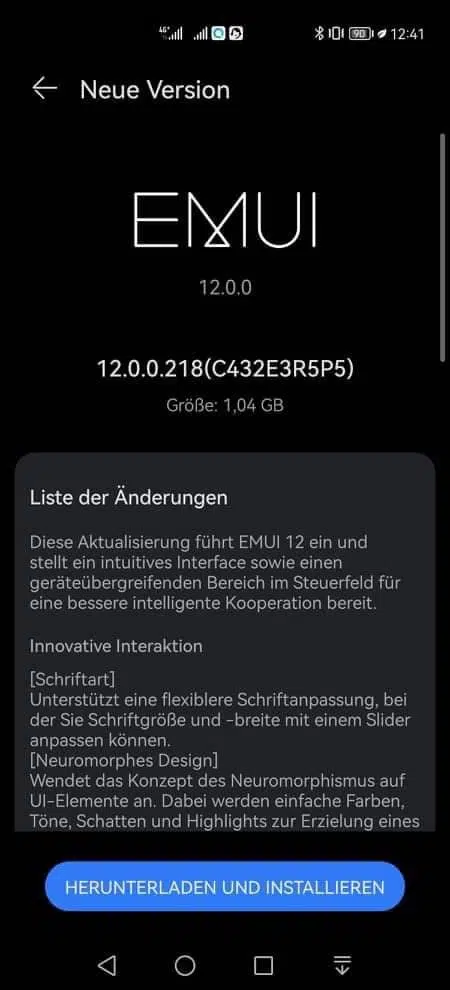 4G 90 12:41
Neue Version
EMUI
12.0.0
12.0.0.218(C432E3R5P5)
Größe: 1,04 GB
Liste der Änderungen
Diese Aktualisierung führt EMUI 12 ein und
stellt ein intuitives Interface sowie einen
geräteübergreifenden Bereich im Steuerfeld für
eine bessere intelligente Kooperation bereit.
Innovative Interaktion
[Schriftart]
Unterstützt eine flexiblere Schriftanpassung, bei
der Sie Schriftgröße und -breite mit einem Slider
anpassen können.
[Neuromorphes Design]
Wendet das Konzept des Neuromorphismus auf
UI-Elemente an. Dabei werden einfache Farben,
Töne, Schatten und Highlights zur Erzielung eines
HERUNTERLADEN UND INSTALLIEREN